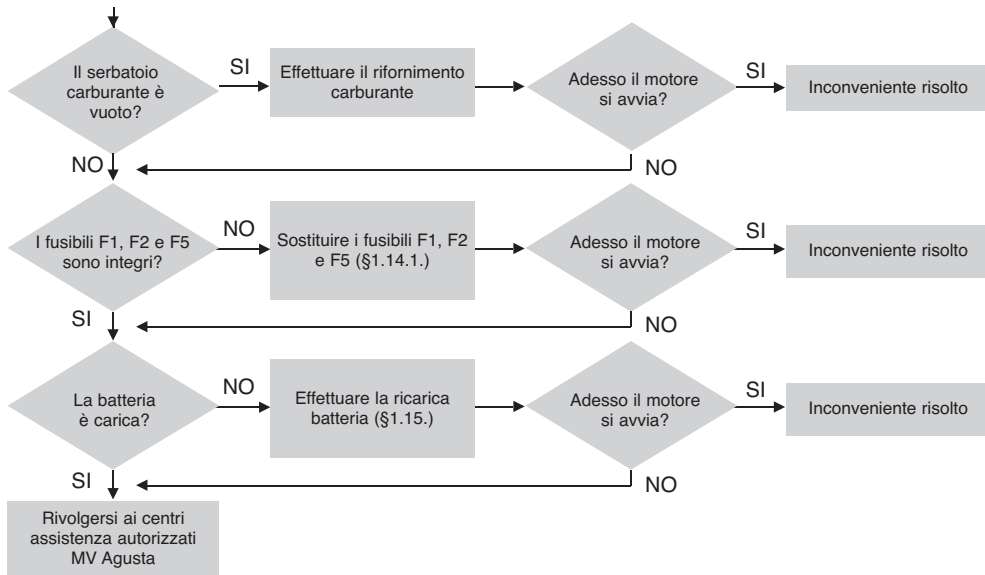 Il serbatoio
carburante è
vuoto?
SI
Effettuare il rifornimento
carburante
Adesso il motore
si avvia?
SI
Inconveniente risolto
NO
NO
I fusibili F1, F2 e F5
sono integri?
NO
Sostituire i fusibili F1, F2
e F5 (§1.14.1.)
Adesso il motore
si avvia?
SI
Inconveniente risolto
SI
NO
La batteria
è carica?
NO
Effettuare la ricarica
batteria (§1.15.)
Adesso il motore
si avvia?
SI
Inconveniente risolto
SI
NO
Rivolgersi ai centri
assistenza autorizzati
MV Agusta